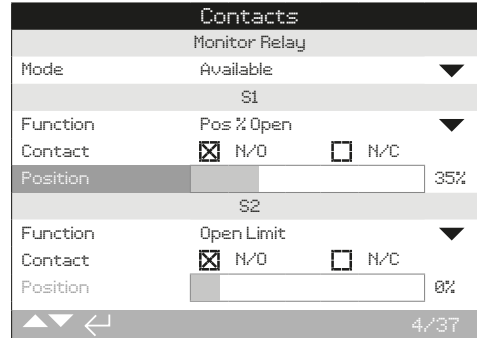 Contacts
Monitor Relay
Mode Available
S1
Function Pos % Open
Contact N/O N/C
Position 35%
S2
Function Open Limit
Contact N/O N/C
Position 0%
4/37